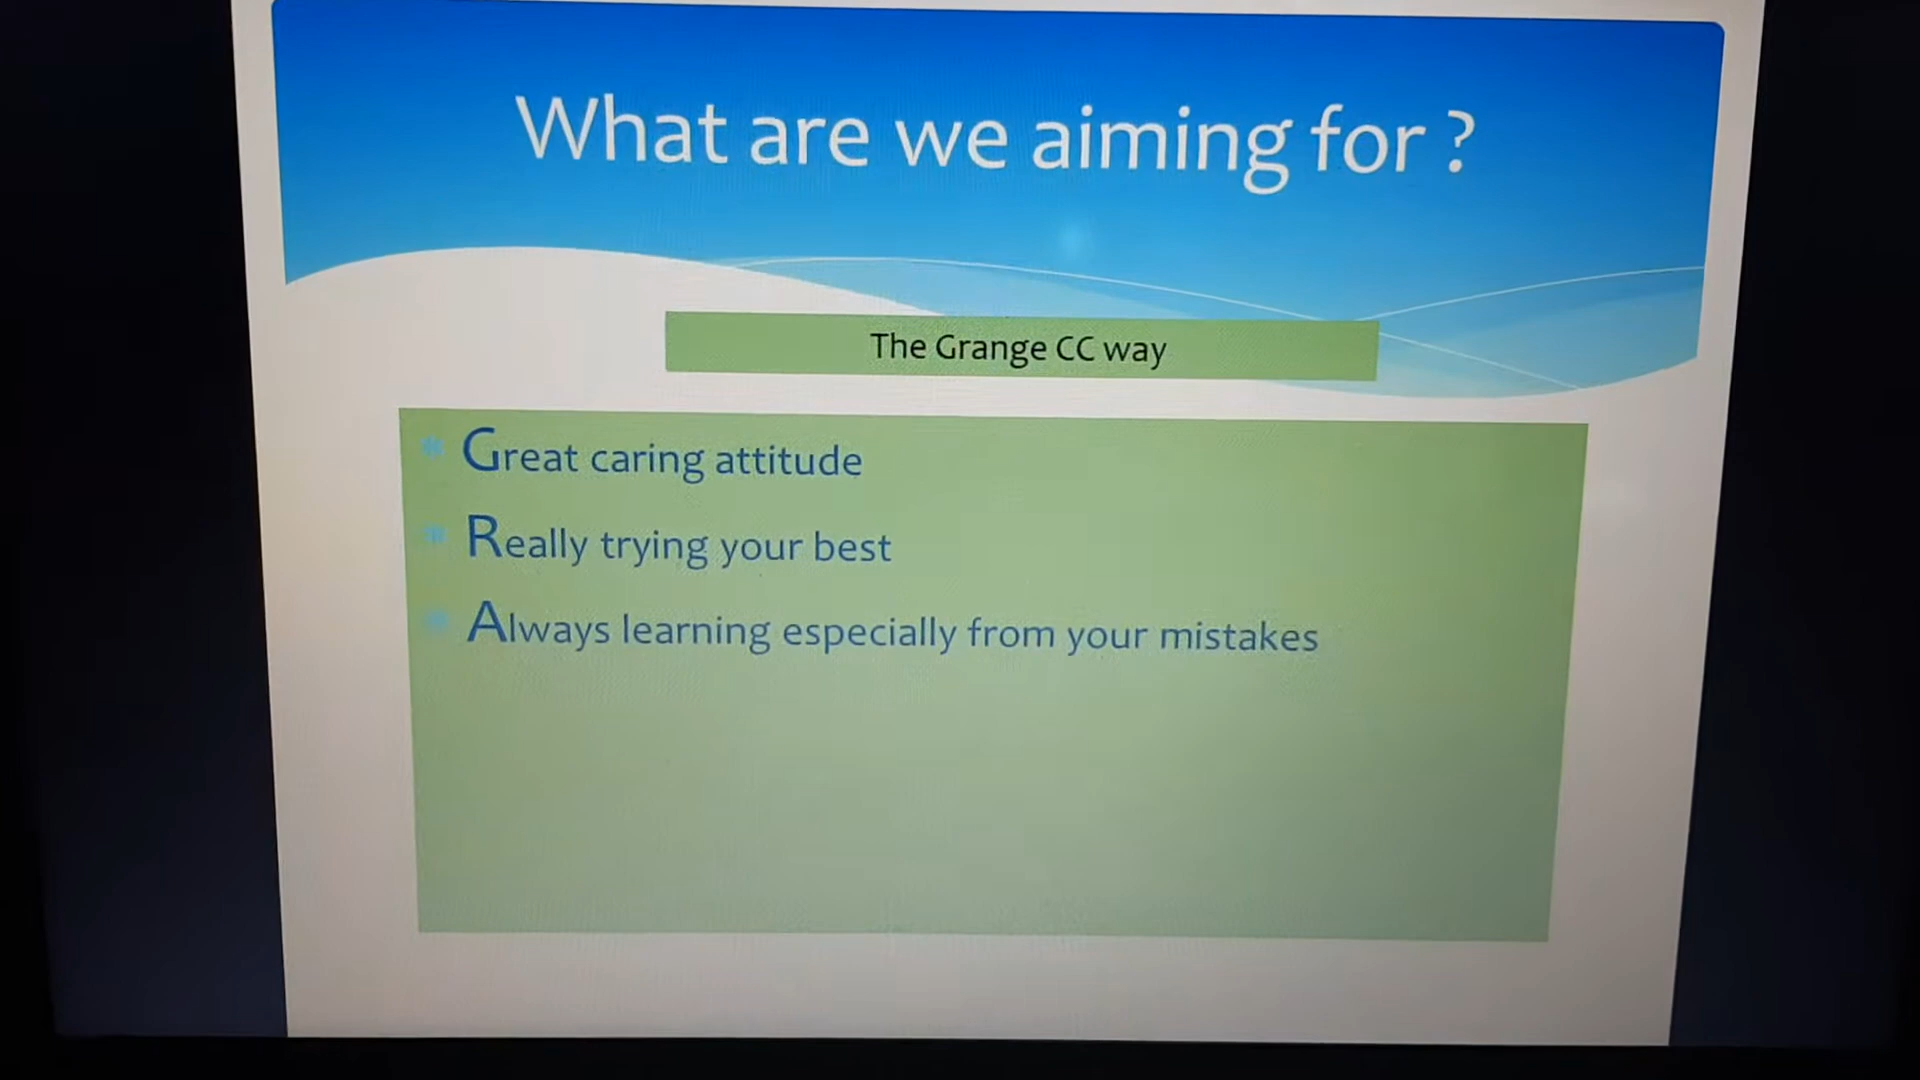 What are we aiming for ?
The Grange CC way
Great caring attitude
Really trying your best
Always learning especially from your mistakes